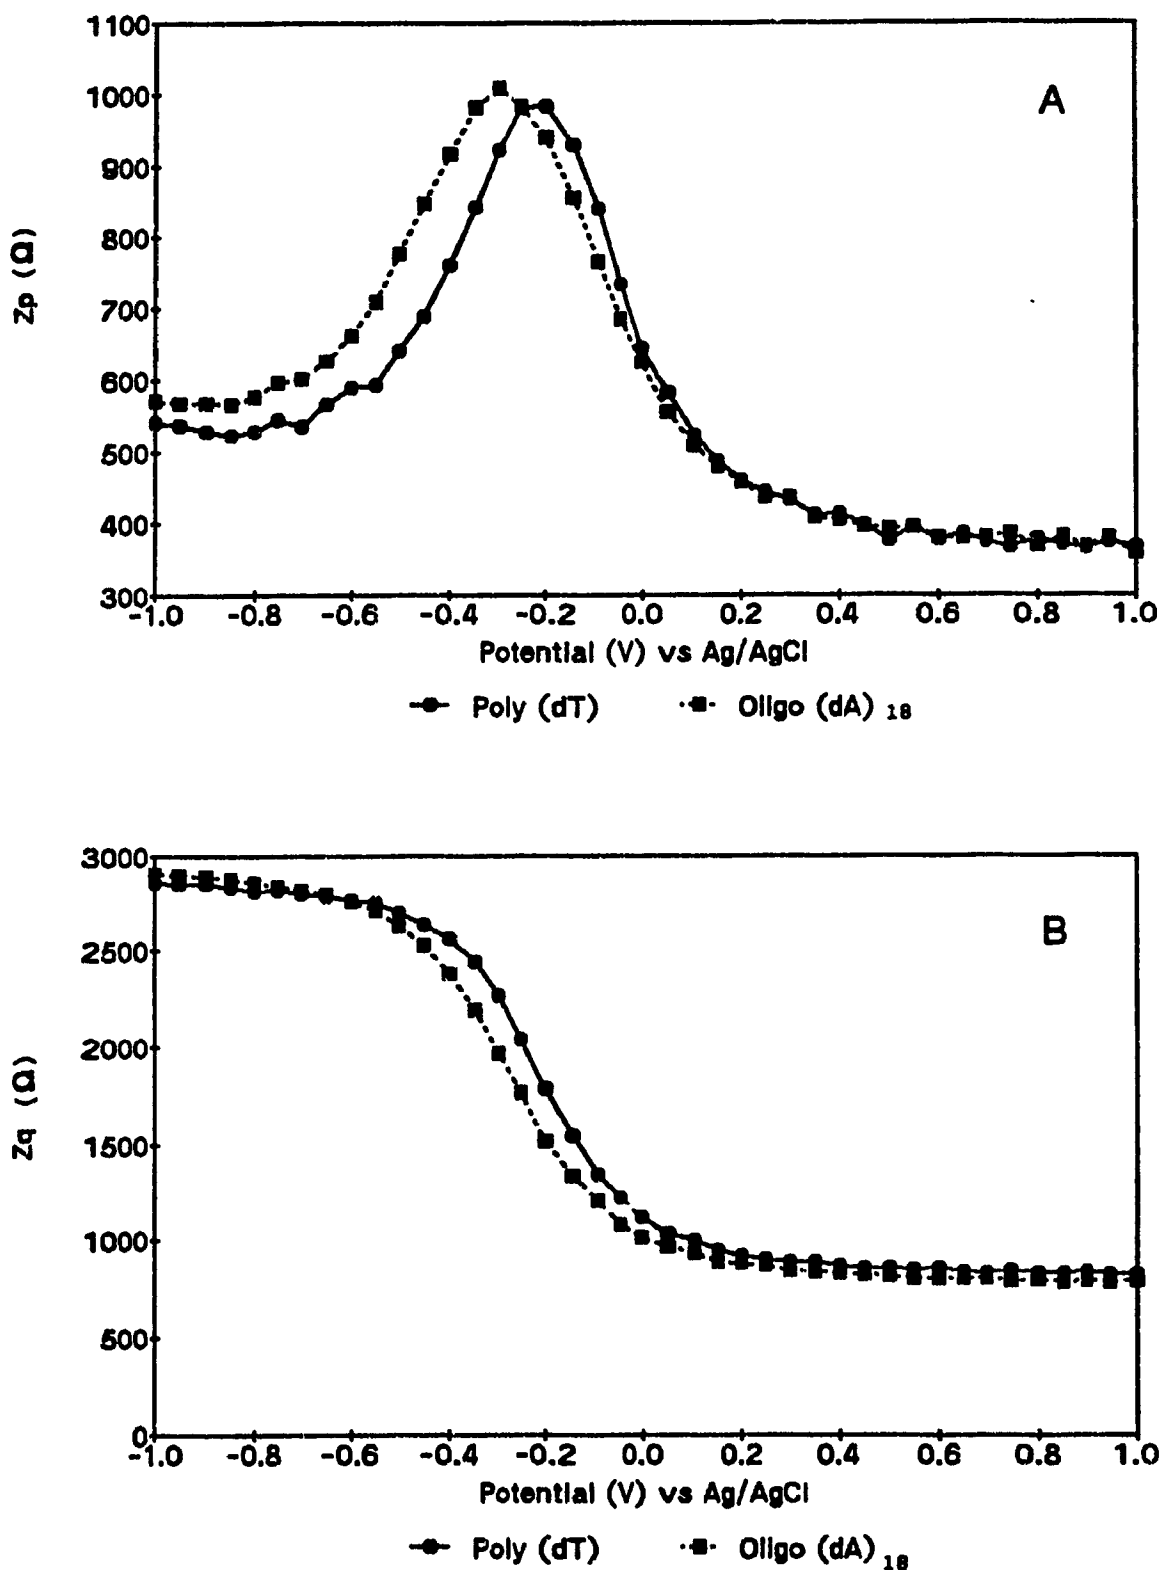 1100
1000
900
800
700
600
500
400
300
Zp (Ω)
A
-1.0 -0.8 -0.6 -0.4 -0.2 0.0 0.2 0.4 0.6 0.8 1.0
Potential (V) vs Ag/AgCl
Poly (dT) Oligo (dA) 18
3000
2500
2000
1500
1000
500
0
Zq (Ω)
B
-1.0 -0.8 -0.6 -0.4 -0.2 0.0 0.2 0.4 0.6 0.8 1.0
Potential (V) vs Ag/AgCl
Poly (dT) Oligo (dA) 18